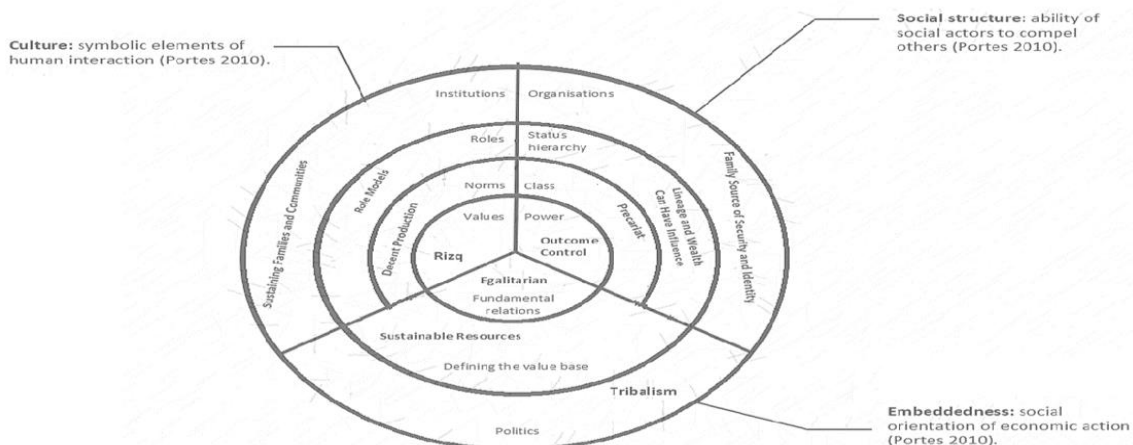 Social structure: ability of
social actors to compel
others (Portes 2010).
Culture: symbolic elements of
human interaction (Portes 2010).
Institutions
Organisations
Roles
Status
hierarchy
Norms
Class
Values
Power
Sustaining Families and Communities
Role Models
Decent Production
Rizq
Outcome
Control
Precariat
Lineage and Wealth
Can Have Influence
Family Source of Security and Identity
Egalitarian
Fundamental
relations
Sustainable Resources
Defining the value base
Tribalism
Politics
Embeddedness: social
orientation of economic action
(Portes 2010).